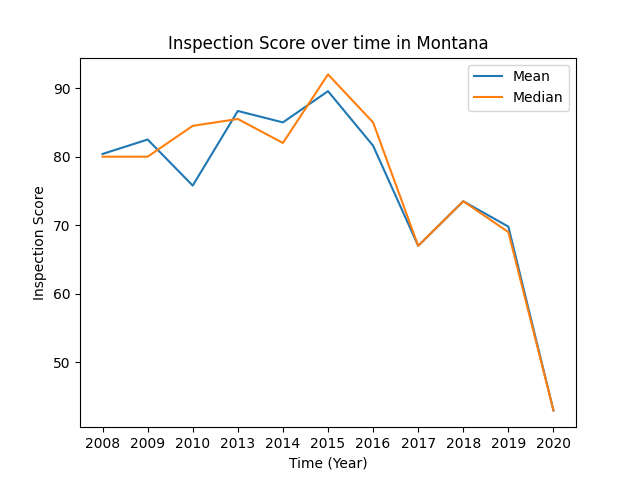 Inspection Score over time in Montana
Mean
Median
90
80
70
60
50
Inspection Score
2008 2009 2010 2013 2014 2015 2016 2017 2018 2019 2020
Time (Year)